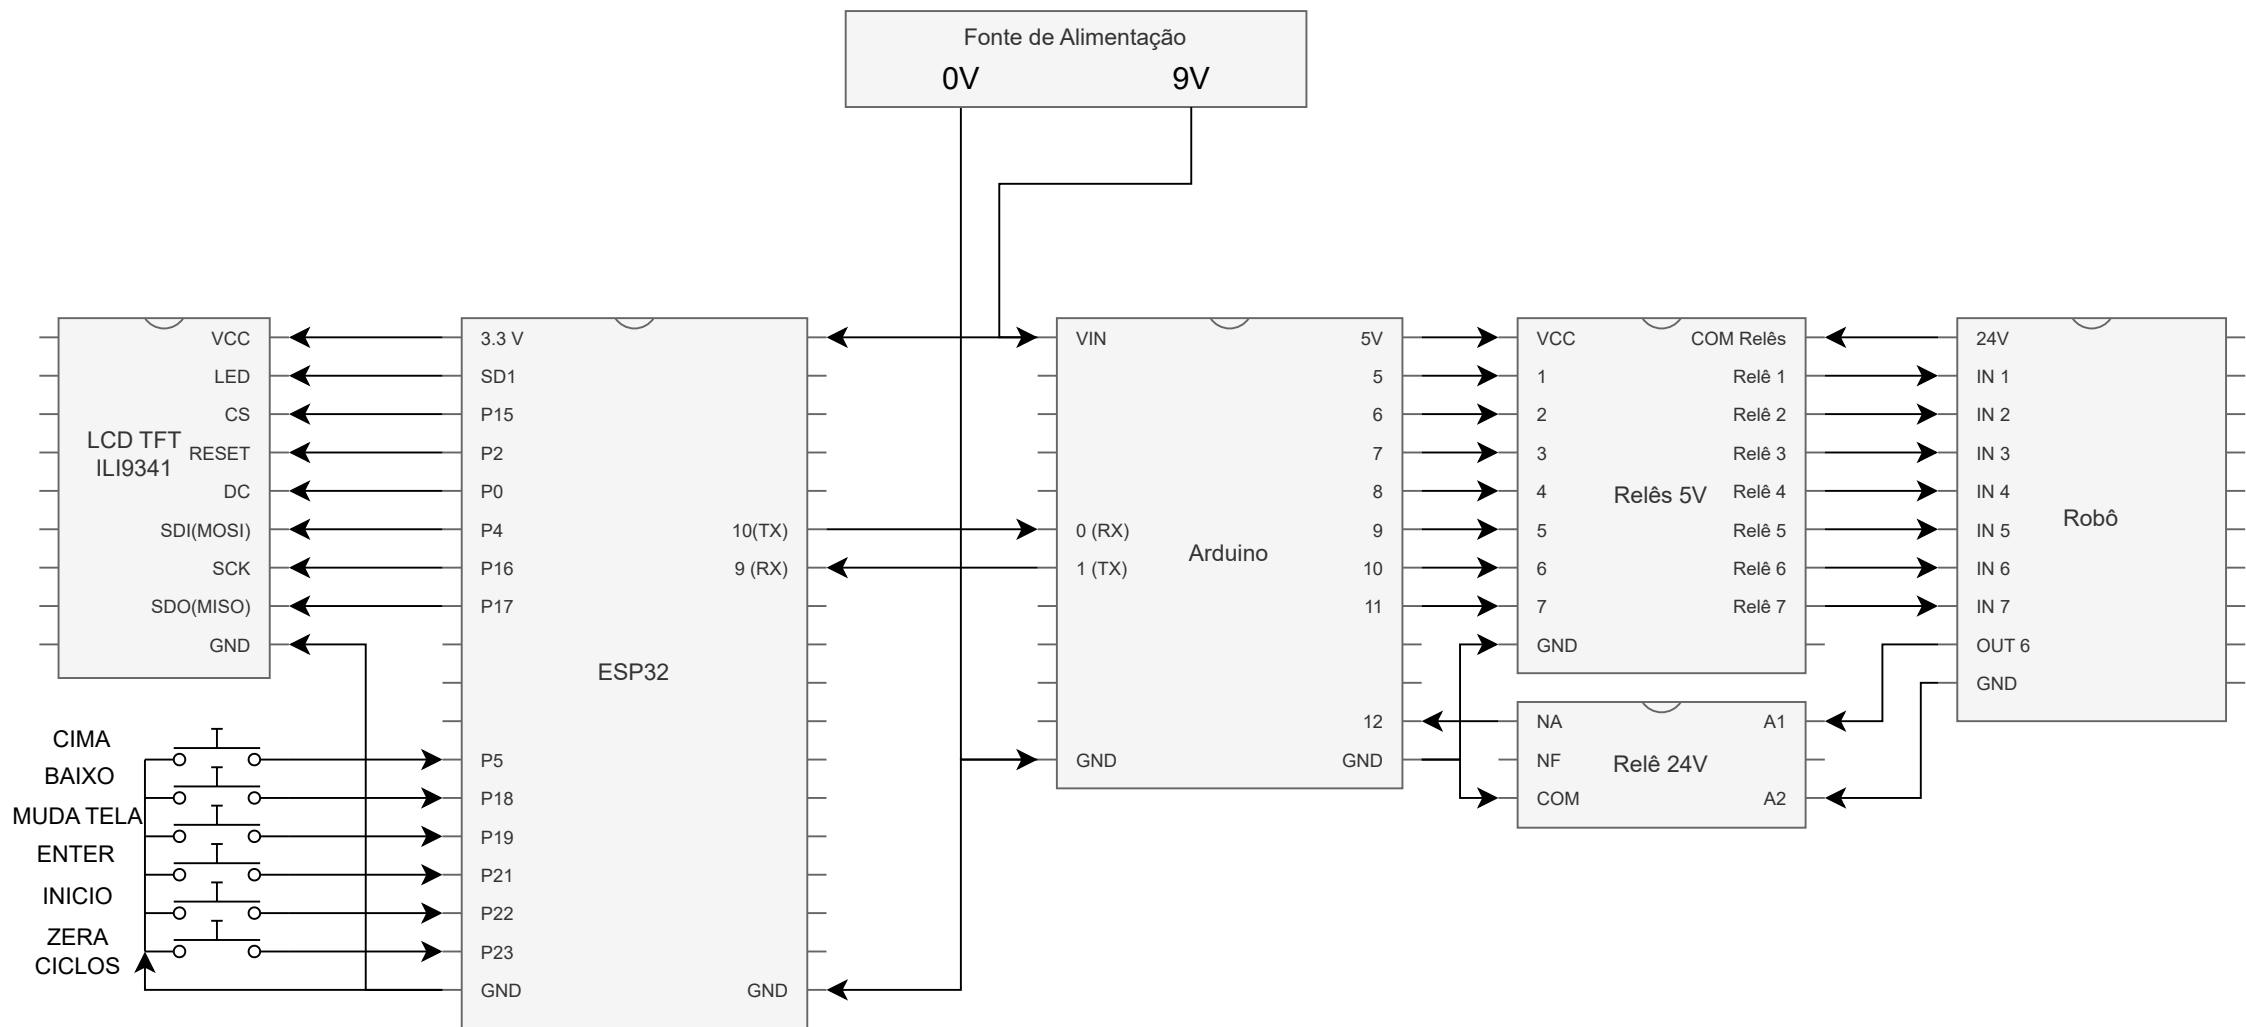 Fonte de Alimentação
0V
9V
VCC
LED
CS
RESET
DC
SDI(MOSI)
SCK
SDO(MISO)
GND
LCD TFT
ILI9341
CIMA
BAIXO
MUDA TELA
ENTER
INICIO
ZERA
CICLOS
3.3 V
SD1
P15
P2
P0
P4
P16
P17
P5
P18
P19
P21
P22
P23
GND
ESP32
10(TX)
9 (RX)
GND
VIN
0 (RX)
1 (TX)
GND
Arduino
5V
5
6
7
8
9
10
11
12
GND
VCC
1
2
3
4
5
6
7
GND
Relês 5V
COM Relês
Relê 1
Relê 2
Relê 3
Relê 4
Relê 5
Relê 6
Relê 7
NA
NF
COM
Relê 24V
A1
A2
24V
IN 1
IN 2
IN 3
IN 4
IN 5
IN 6
IN 7
OUT 6
GND
Robô